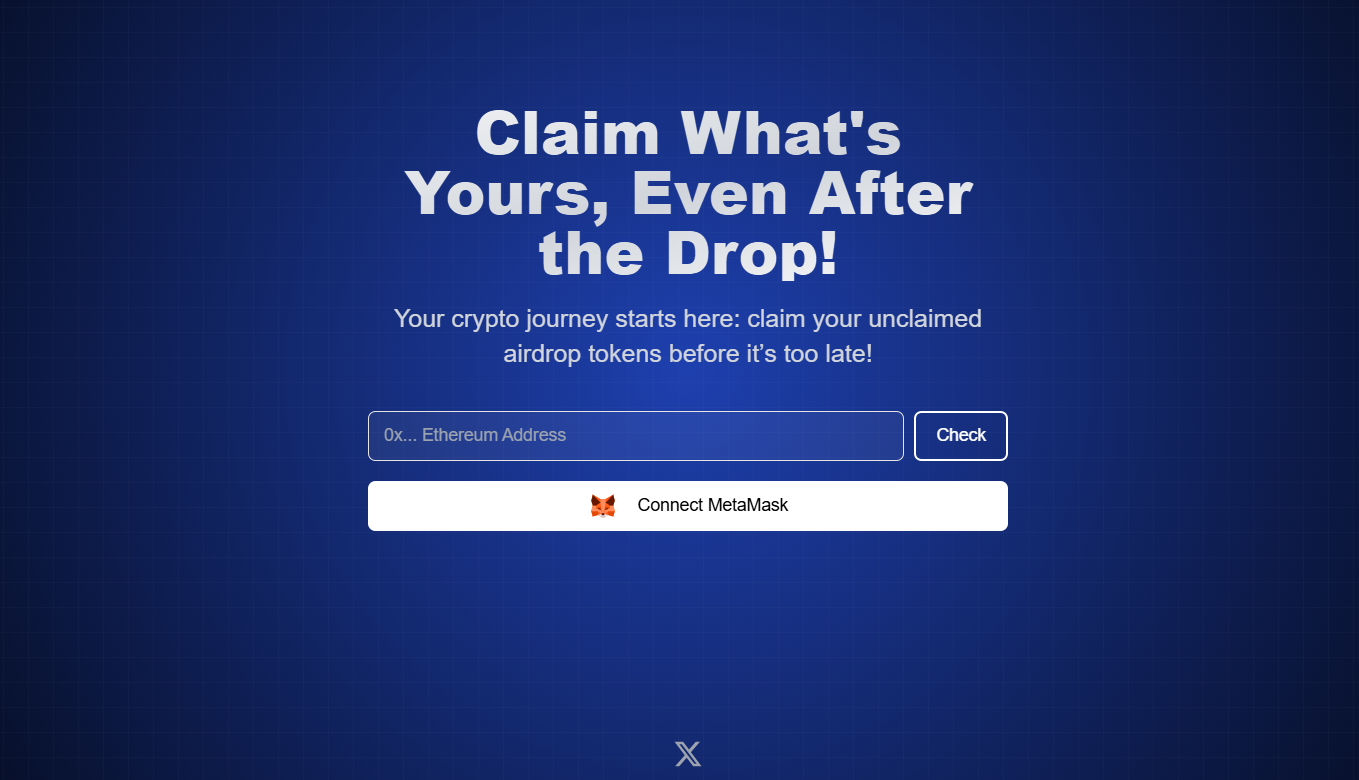 Claim What's
Yours, Even After
the Drop!
Your crypto journey starts here: claim your unclaimed
airdrop tokens before it’s too late!
0x... Ethereum Address
Check
Connect MetaMask